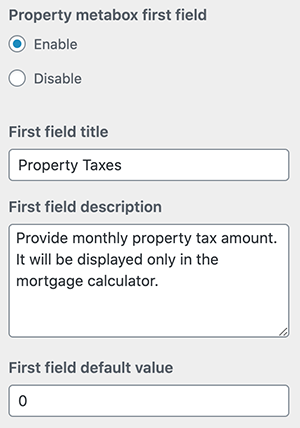 Property metabox first field
Enable
Disable
First field title
Property Taxes
First field description
Provide monthly property tax amount.
It will be displayed only in the
mortgage calculator.
First field default value
0